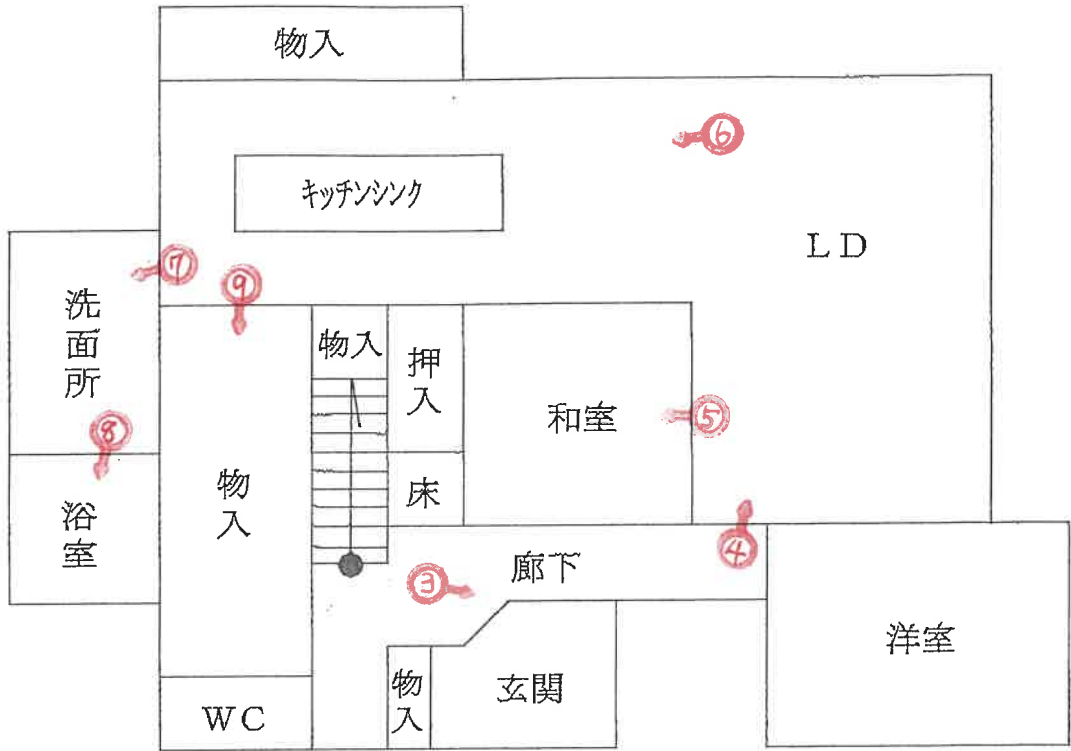 物入
⑥
キッチンシンク
LD
⑦
⑨
洗面所
物入
押入
和室
⑤
⑧
物入
床
浴室
④
③
廊下
洋室
物入
玄関
WC